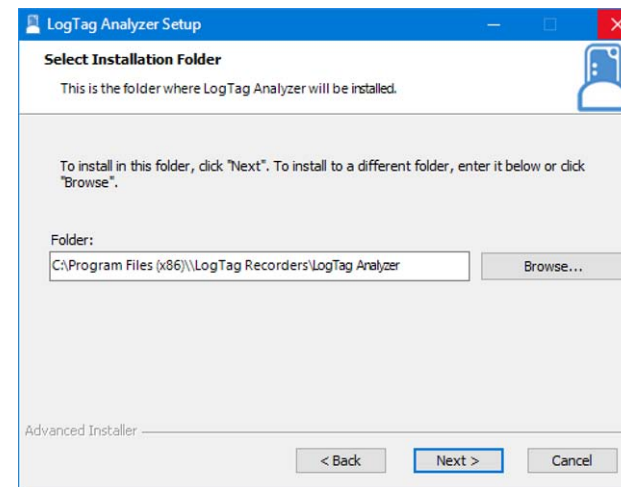 LogTag Analyzer Setup
Select Installation Folder
This is the folder where LogTag Analyzer will be installed.
To install in this folder, click "Next". To install to a different folder, enter it below or click
"Browse".
Folder:
C:\Program Files (x86)\\LogTag Recorders\LogTag Analyzer
Browse...
Advanced Installer
< Back
Next >
Cancel